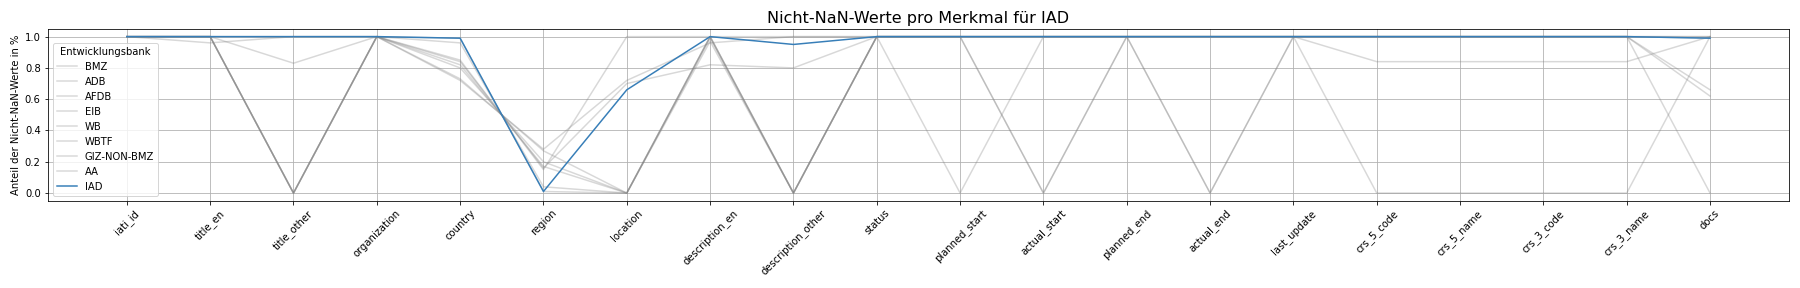 Nicht-NaN-Werte pro Merkmal für IAD
Anteil der Nicht-NaN-Werte in %
1.0
0.8
0.6
0.4
0.2
0.0
Entwicklungsbank
BMZ
ADB
AFDB
EIB
WB
WBTF
GIZ-NON-BMZ
AA
IAD
iati_id
title_en
title_other
organization
country
region
location
description_en
description_other
status
planned_start
actual_start
planned_end
actual_end
last_update
crs_5_code
crs_5_name
crs_3_code
crs_3_name
docs